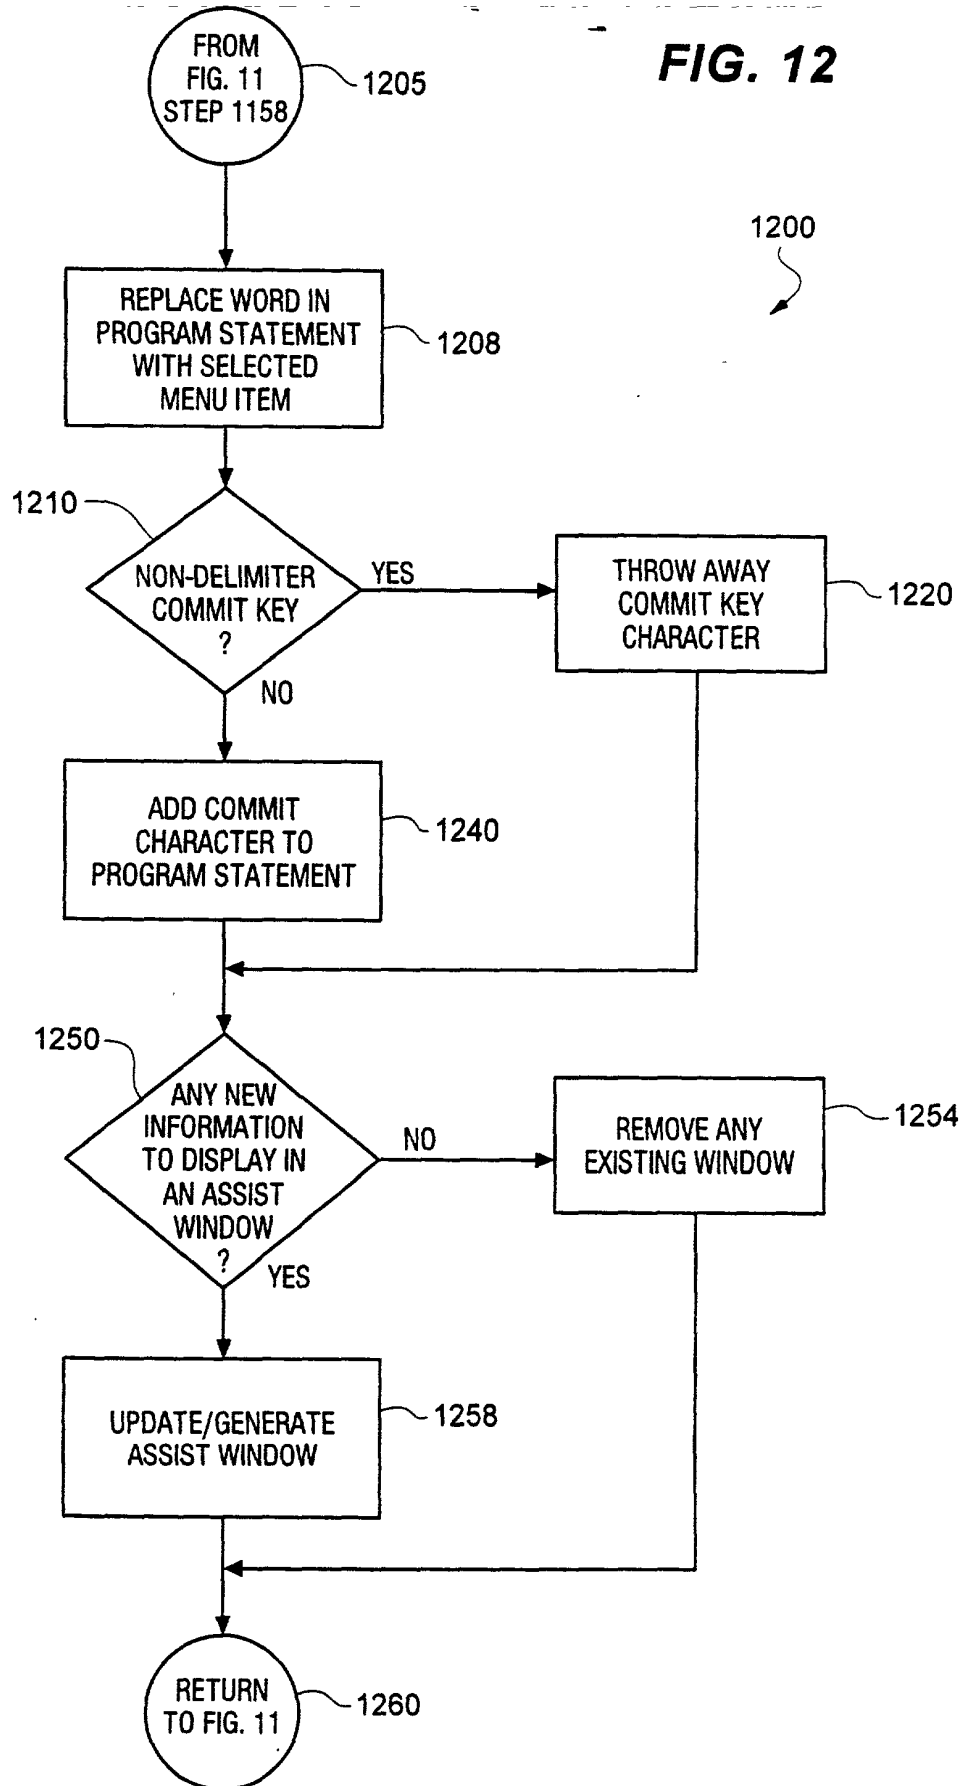 FIG. 12
FROM
FIG. 11
STEP 1158
1205
1200
REPLACE WORD IN
PROGRAM STATEMENT
WITH SELECTED
MENU ITEM
1208
1210
NON-DELIMITER
COMMIT KEY
?
YES
NO
THROW AWAY
COMMIT KEY
CHARACTER
1220
ADD COMMIT
CHARACTER TO
PROGRAM STATEMENT
1240
1250
ANY NEW
INFORMATION
TO DISPLAY IN
AN ASSIST
WINDOW
?
NO
YES
REMOVE ANY
EXISTING WINDOW
1254
UPDATE/GENERATE
ASSIST WINDOW
1258
RETURN
TO FIG. 11
1260